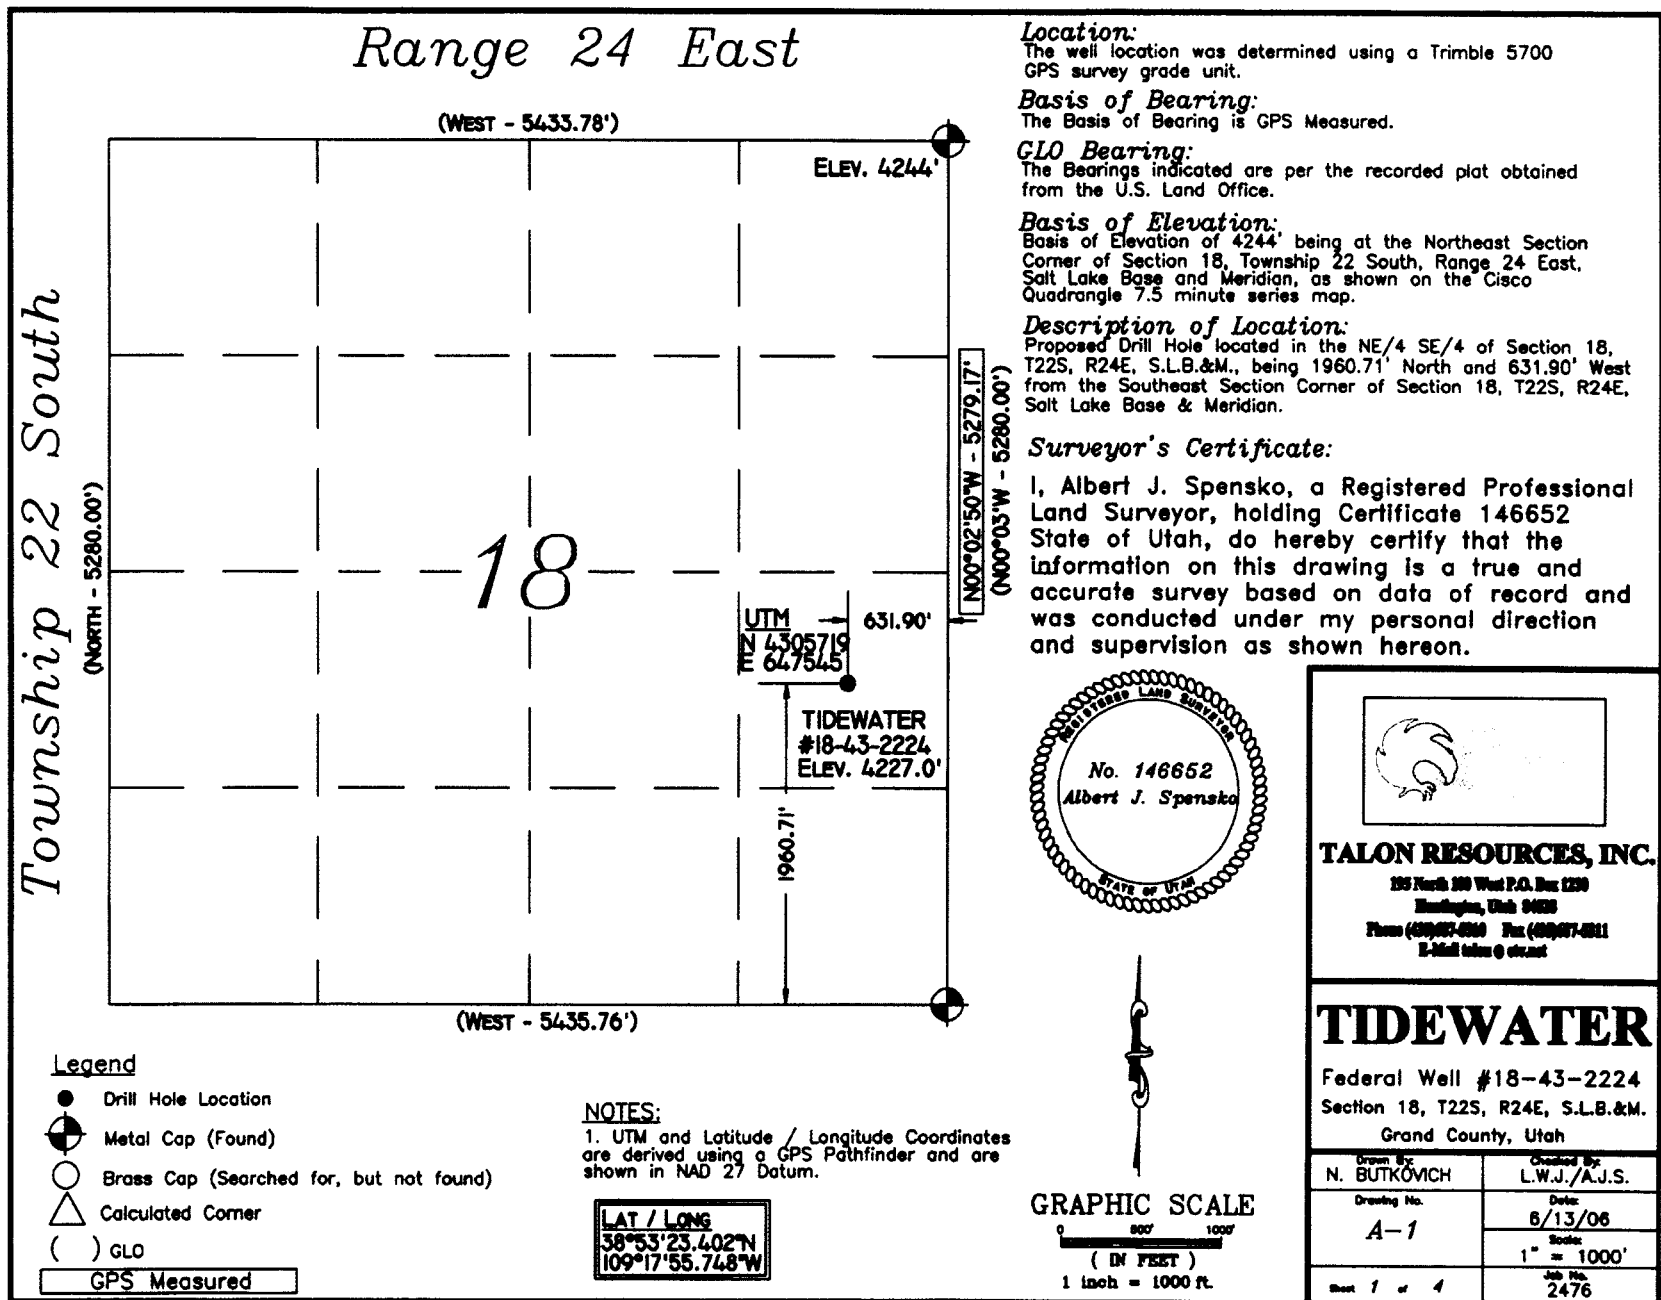 Range 24 East
Township 22 South
(WEST - 5433.78')
ELEV. 4244'
(NORTH - 5280.00')
N00°02'50"W - 5279.17'
(N00°03'W - 5280.00')
18
UTM
N 4305719
E 647545
631.90'
TIDEWATER
#18-43-2224
ELEV. 4227.0'
1960.71'
(WEST - 5435.76')
Location:
The well location was determined using a Trimble 5700
GPS survey grade unit.
Basis of Bearing:
The Basis of Bearing is GPS Measured.
GLO Bearing:
The Bearings indicated are per the recorded plat obtained
from the U.S. Land Office.
Basis of Elevation:
Basis of Elevation of 4244' being at the Northeast Section
Corner of Section 18, Township 22 South, Range 24 East,
Salt Lake Base and Meridian, as shown on the Cisco
Quadrangle 7.5 minute series map.
Description of Location:
Proposed Drill Hole located in the NE/4 SE/4 of Section 18,
T22S, R24E, S.L.B.&M., being 1960.71' North and 631.90' West
from the Southeast Section Corner of Section 18, T22S, R24E,
Salt Lake Base & Meridian.
Surveyor's Certificate:
I, Albert J. Spensko, a Registered Professional
Land Surveyor, holding Certificate 146652
State of Utah, do hereby certify that the
information on this drawing is a true and
accurate survey based on data of record and
was conducted under my personal direction
and supervision as shown hereon.
REGISTERED LAND SURVEYOR
No. 146652
Albert J. Spensko
STATE OF UTAH
TALON RESOURCES, INC.
195 North 100 West P.O. Box 1230
Huntington, Utah
E-Mail talon @ etv.net
TIDEWATER
Federal Well #18-43-2224
Section 18, T22S, R24E, S.L.B.&M.
Grand County, Utah
Drawn By:
N. BUTKOVICH
Checked By:
L.W.J./A.J.S.
Drawing No.
A-1
Date:
6/13/06
Scale:
1" = 1000'
Sheet 1 of 4
Job No.
2476
Legend
Drill Hole Location
Metal Cap (Found)
Brass Cap (Searched for, but not found)
Calculated Corner
( ) GLO
GPS Measured
NOTES:
1. UTM and Latitude / Longitude Coordinates
are derived using a GPS Pathfinder and are
shown in NAD 27 Datum.
LAT / LONG
38°53'23.402"N
109°17'55.748"W
GRAPHIC SCALE
0 500' 1000'
( IN FEET )
1 inch = 1000 ft.